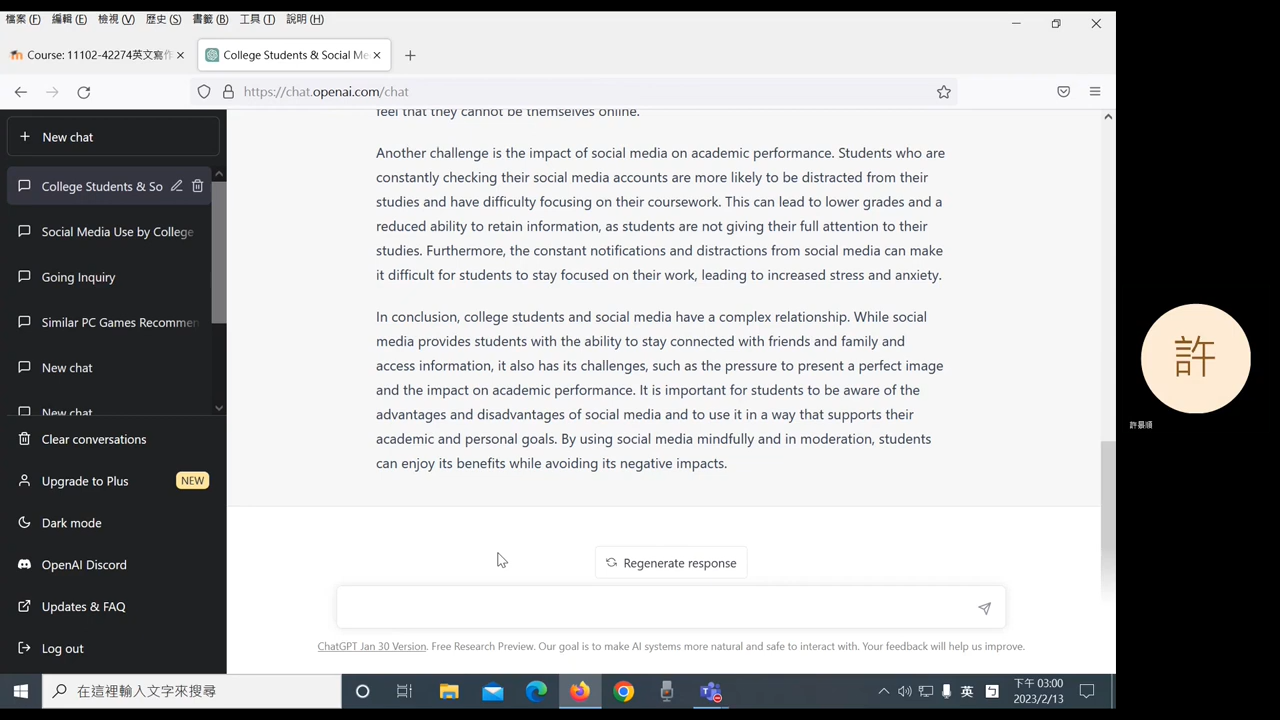 檔案 (F) 編輯(E) 檢視(V) 歷史(S) 書籤(B) 工具(T) 說明(H)
Course: 11102-42274英文寫作
College Students & Social Me
https://chat.openai.com/chat
New chat
College Students & So
Social Media Use by College
Going Inquiry
Similar PC Games Recommen
New chat
New chat
Clear conversations
Upgrade to Plus NEW
Dark mode
OpenAI Discord
Updates & FAQ
Log out
feel that they cannot be themselves online.
Another challenge is the impact of social media on academic performance. Students who are
constantly checking their social media accounts are more likely to be distracted from their
studies and have difficulty focusing on their coursework. This can lead to lower grades and a
reduced ability to retain information, as students are not giving their full attention to their
studies. Furthermore, the constant notifications and distractions from social media can make
it difficult for students to stay focused on their work, leading to increased stress and anxiety.
In conclusion, college students and social media have a complex relationship. While social
media provides students with the ability to stay connected with friends and family and
access information, it also has its challenges, such as the pressure to present a perfect image
and the impact on academic performance. It is important for students to be aware of the
advantages and disadvantages of social media and to use it in a way that supports their
academic and personal goals. By using social media mindfully and in moderation, students
can enjoy its benefits while avoiding its negative impacts.
Regenerate response
ChatGPT Jan 30 Version. Free Research Preview. Our goal is to make AI systems more natural and safe to interact with. Your feedback will help us improve.
許
許景順
在這裡輸入文字來搜尋
英
下午 03:00
2023/2/13